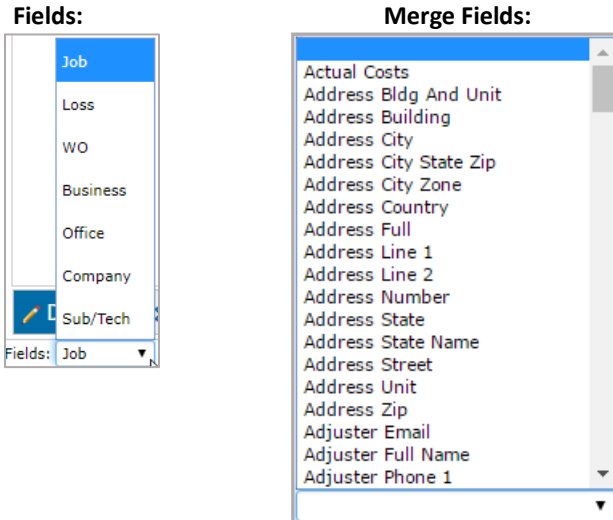 Fields:
Job
Loss
WO
Business
Office
Company
Sub/Tech
Fields: Job
Merge Fields:
Actual Costs
Address Bldg And Unit
Address Building
Address City
Address City State Zip
Address City Zone
Address Country
Address Full
Address Line 1
Address Line 2
Address Number
Address State
Address State Name
Address Street
Address Unit
Address Zip
Adjuster Email
Adjuster Full Name
Adjuster Phone 1